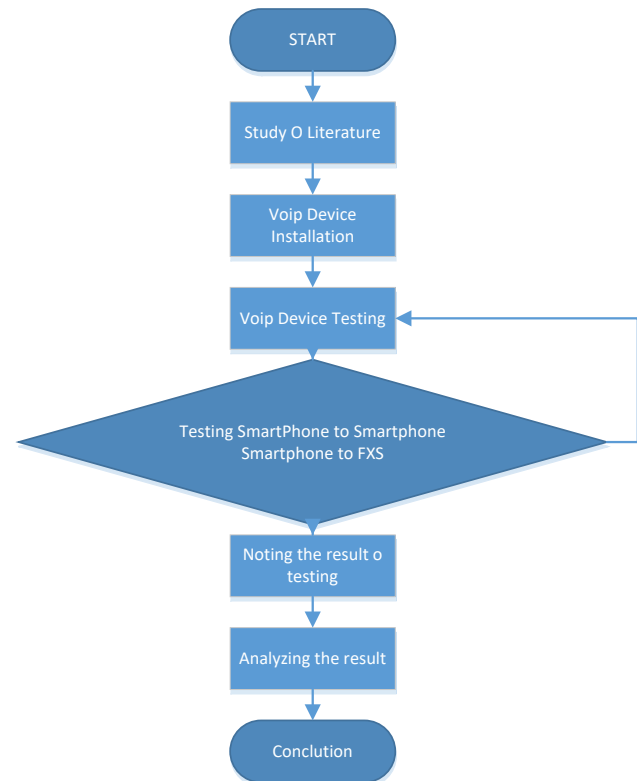 START
Study O Literature
Voip Device
Installation
Voip Device Testing
Testing SmartPhone to Smartphone
Smartphone to FXS
Noting the result o
testing
Analyzing the result
Conclution